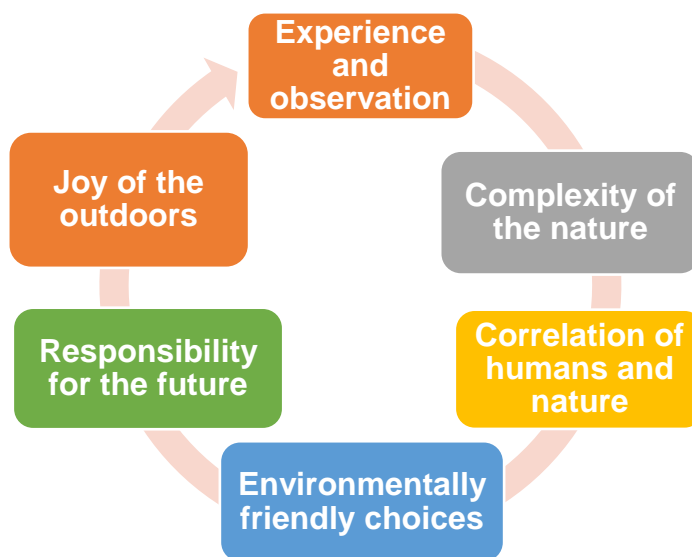 Experience
and
observation
Complexity of
the nature
Correlation of
humans and
nature
Environmentally
friendly choices
Responsibility
for the future
Joy of the
outdoors